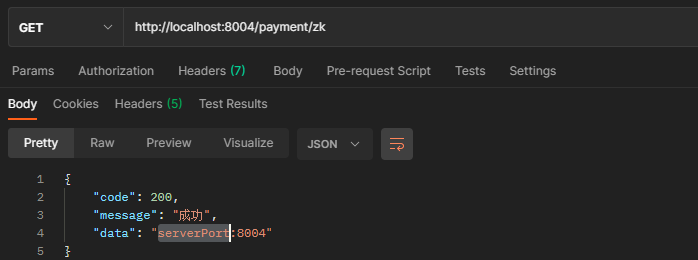 GET http://localhost:8004/payment/zk
Params Authorization Headers (7) Body Pre-request Script Tests Settings
Body Cookies Headers (5) Test Results
Pretty Raw Preview Visualize JSON
1 {
2 "code": 200,
3 "message": "成功",
4 "data": "serverPort:8004"
5 }